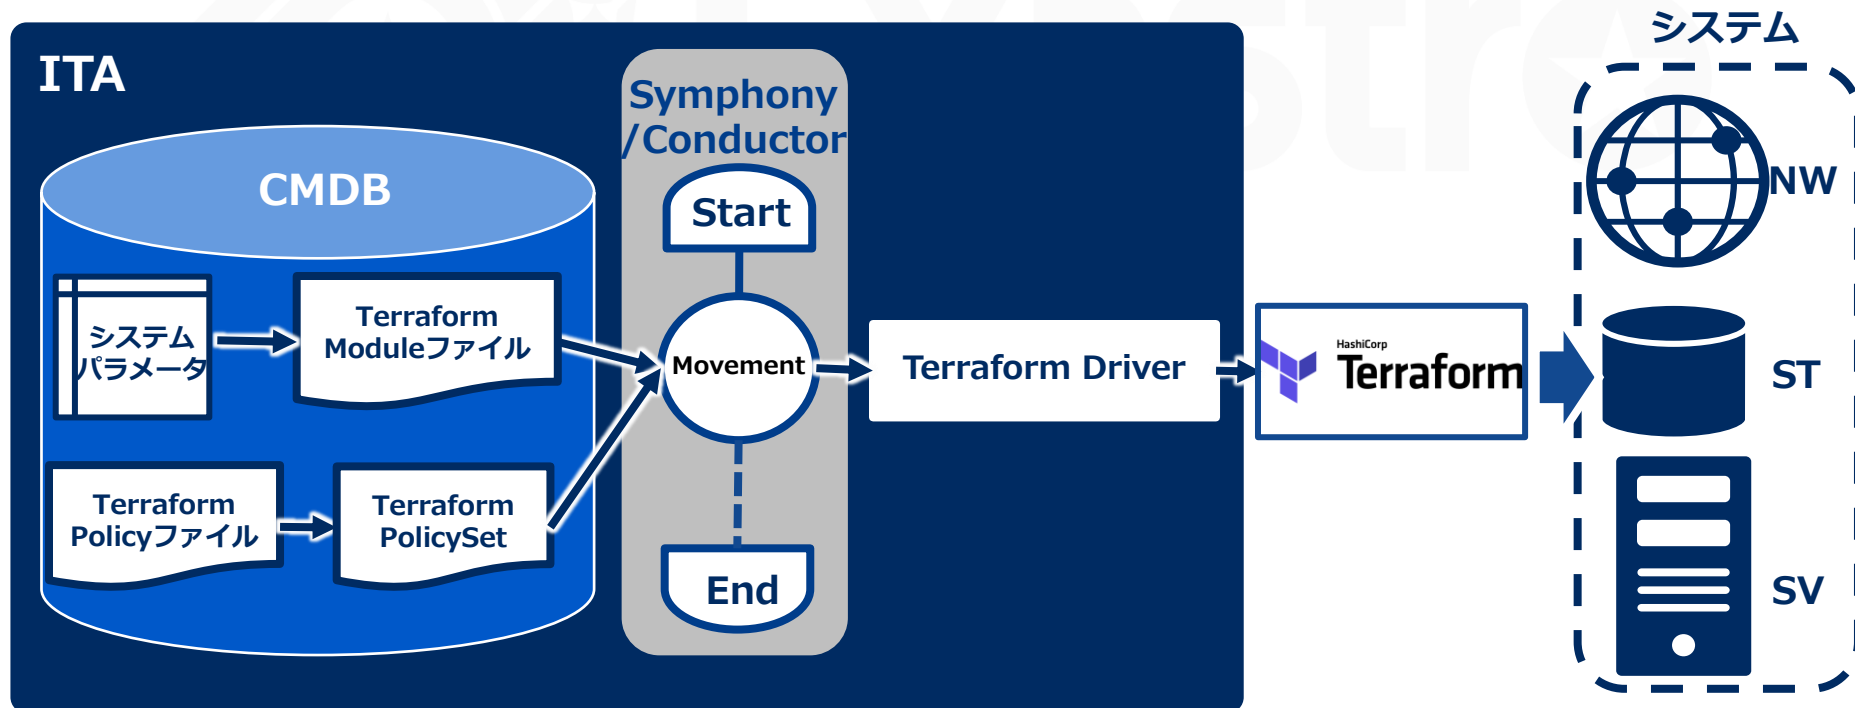 システム
ITA
Symphony
/Conductor
CMDB
Start
NW
システム
パラメータ
Terraform
Moduleファイル
Movement
Terraform Driver
HashiCorp
Terraform
ST
Terraform
Policyファイル
Terraform
PolicySet
End
SV